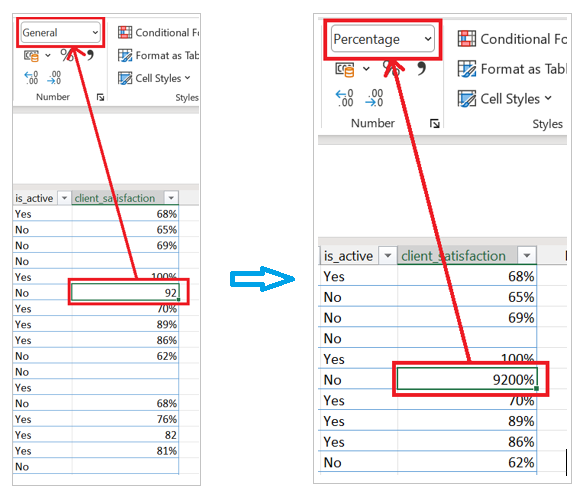 General
Conditional Fo
%
Format as Tab
Cell Styles
Number
Styles
is_active client_satisfaction
Yes 68%
No 65%
No 69%
No
Yes 100%
No 92
Yes 70%
Yes 89%
Yes 86%
No 62%
No
Yes
No 68%
Yes 76%
Yes 82
Yes 81%
No
Percentage
Conditional Fo
%
Format as Tabl
Cell Styles
Number
Styles
is_active client_satisfaction
Yes 68%
No 65%
No 69%
No
Yes 100%
No 9200%
Yes 70%
Yes 89%
Yes 86%
No 62%